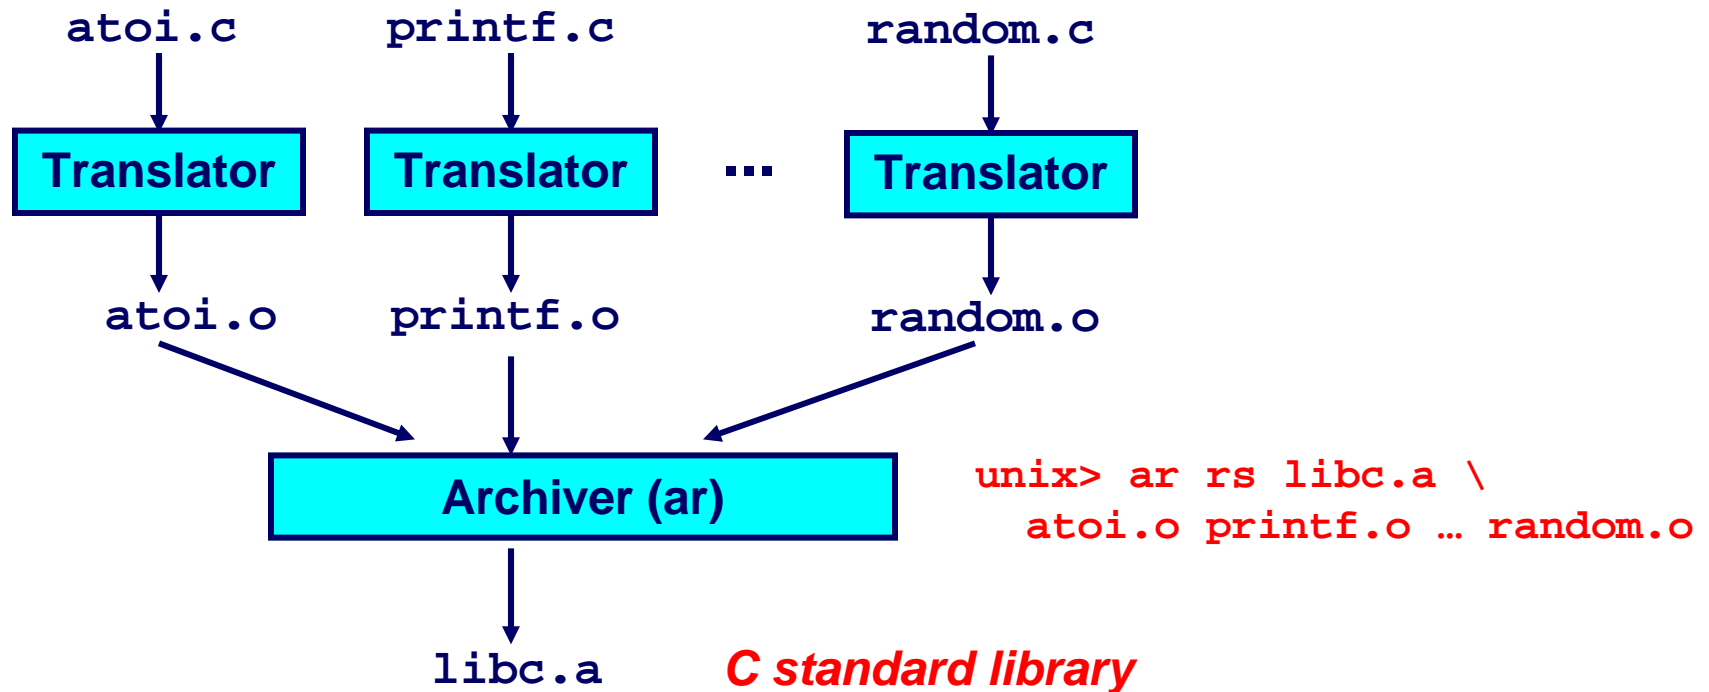 atoi.c printf.c random.c
Translator Translator ... Translator
atoi.o printf.o random.o
Archiver (ar)
unix> ar rs libc.a \
atoi.o printf.o … random.o
libc.a C standard library